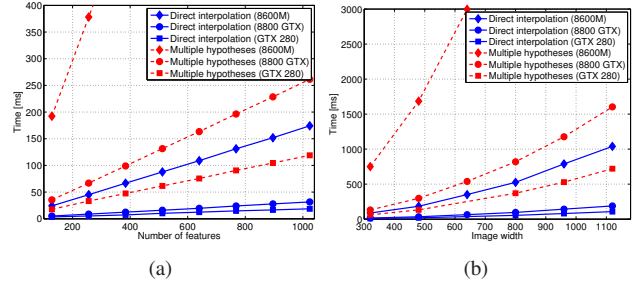 400
350
300
250
200
150
100
50
0
Time [ms]
200
400
600
800
1000
Number of features
Direct interpolation (8600M)
Direct interpolation (8800 GTX)
Direct interpolation (GTX 280)
Multiple hypotheses (8600M)
Multiple hypotheses (8800 GTX)
Multiple hypotheses (GTX 280)
(a)
3000
2500
2000
1500
1000
500
0
Time [ms]
300
400
500
600
700
800
900
1000
1100
Image width
Direct interpolation (8600M)
Direct interpolation (8800 GTX)
Direct interpolation (GTX 280)
Multiple hypotheses (8600M)
Multiple hypotheses (8800 GTX)
Multiple hypotheses (GTX 280)
(b)